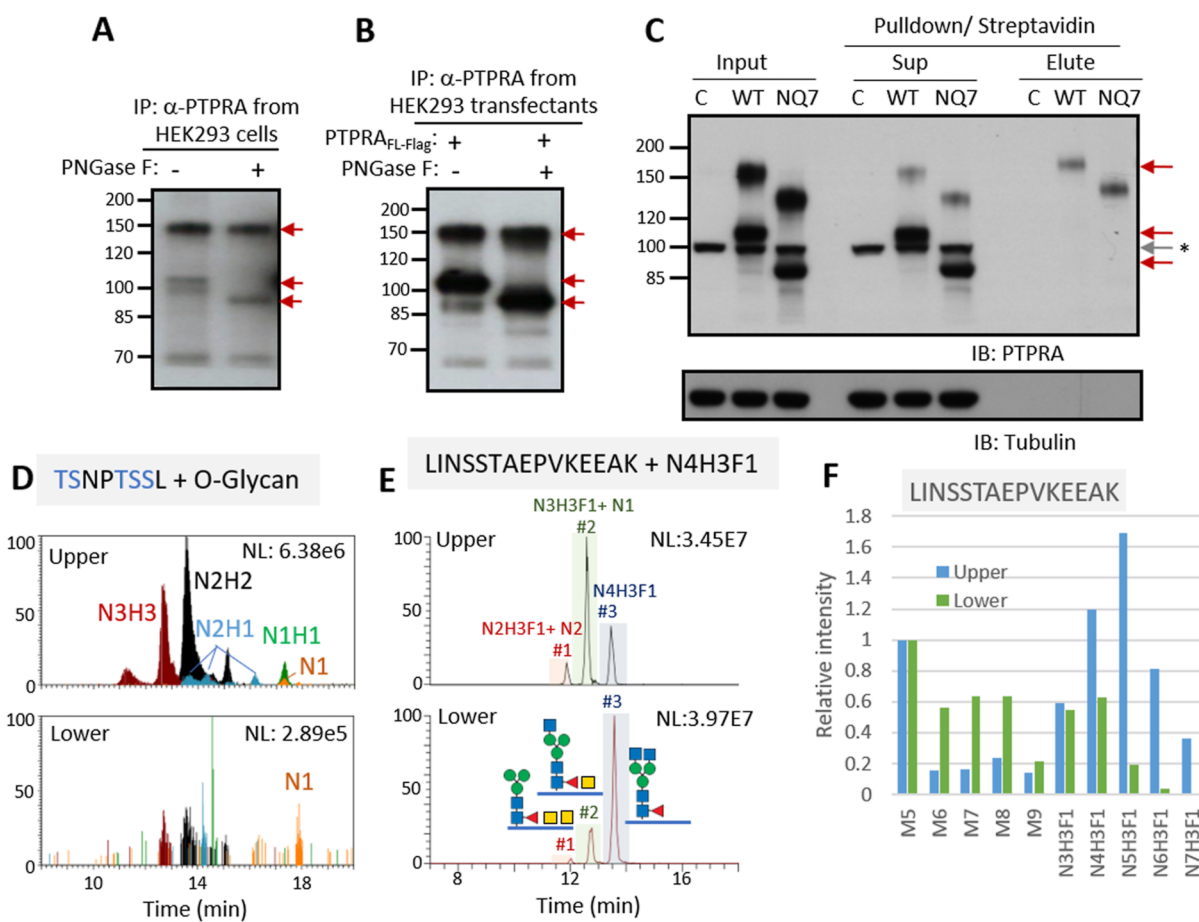 A
IP: α-PTPRA from
HEK293 cells
PNGase F: - +
200
150
120
100
85
70
B
IP: α-PTPRA from
HEK293 transfectants
PTPRAFL-Flag: + +
PNGase F: - +
200
150
120
100
85
70
C
Pulldown/ Streptavidin
Input Sup Elute
C WT NQ7 C WT NQ7 C WT NQ7
200
150
120
100
85
*
IB: PTPRA
IB: Tubulin
D
TSNPTSSL + O-Glycan
100
50
0
Upper
NL: 6.38e6
N3H3
N2H2
N2H1
N1H1
N1
100
50
0
Lower
NL: 2.89e5
N1
10 14 18
Time (min)
E
LINSSTAEPVKEEAK + N4H3F1
100
50
0
Upper
N3H3F1+ N1
#2
NL:3.45E7
N4H3F1
#3
N2H3F1+ N2
#1
100
50
0
Lower
#3
NL:3.97E7
#2
#1
8 12 16
Time (min)
F
LINSSTAEPVKEEAK
Relative intensity
1.8
1.6
1.4
1.2
1
0.8
0.6
0.4
0.2
0
Upper
Lower
M5
M6
M7
M8
M9
N3H3F1
N4H3F1
N5H3F1
N6H3F1
N7H3F1